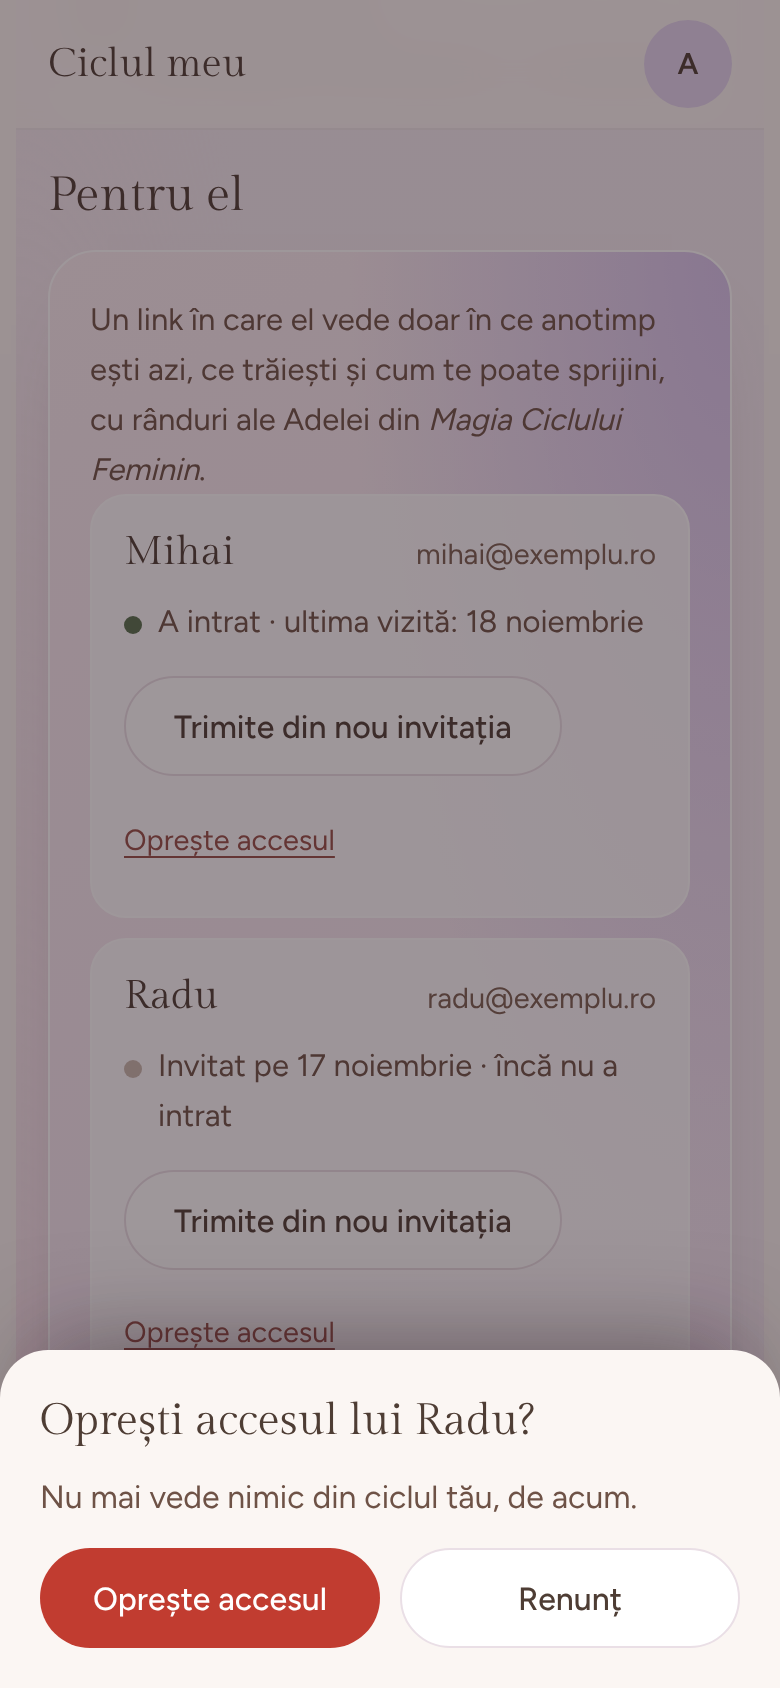 Ciclul meu
A
Pentru el
Un link în care el vede doar în ce anotimp
ești azi, ce trăiești și cum te poate sprijini,
cu rânduri ale Adelei din Magia Ciclului
Feminin.
Mihai
mihai@exemplu.ro
A intrat · ultima vizită: 18 noiembrie
Trimite din nou invitația
Oprește accesul
Radu
radu@exemplu.ro
Invitat pe 17 noiembrie · încă nu a
intrat
Trimite din nou invitația
Oprește accesul
Oprești accesul lui Radu?
Nu mai vede nimic din ciclul tău, de acum.
Oprește accesul
Renunț